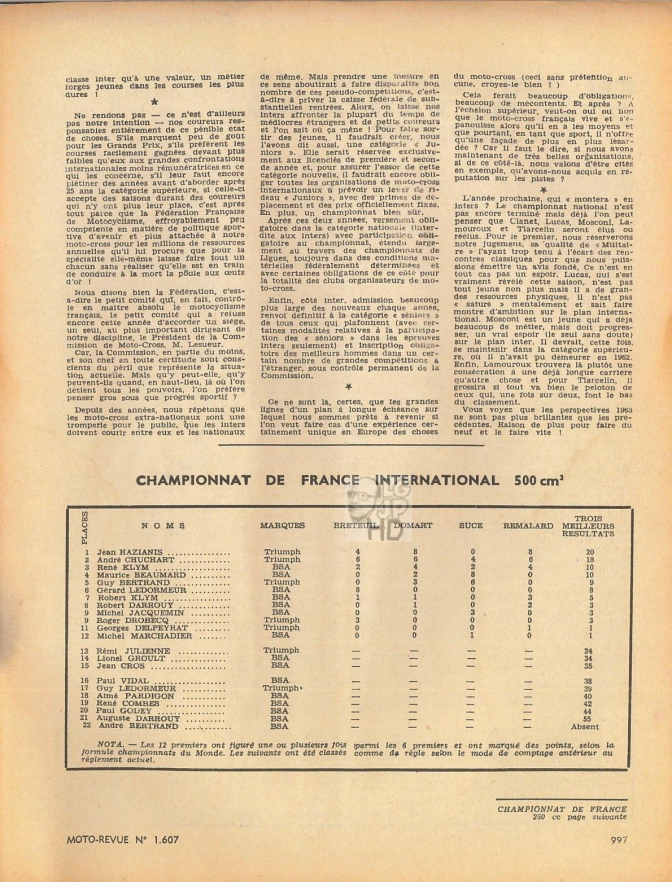 classe inter qu'à une valeur, un métier
forgés jeunes dans les courses les plus
dures !
★
Ne rendons pas — ce n'est d'ailleurs
pas notre intention — nos coureurs res-
ponsables entièrement de ce pénible état
de choses. S'ils marquent peu de goût
pour les Grands Prix, s'ils préfèrent les
courses facilement gagnées devant plus
faibles qu'eux aux grandes confrontations
internationales moins rémunératrices en ce
qui les concerne, s'il leur faut encore
piétiner des années avant d'aborder après
25 ans la catégorie supérieure, si celle-ci
accepte des saisons durant des coureurs
qui n'y ont plus leur place, c'est après
tout parce que la Fédération Française
de Motocyclisme, effroyablement peu
compétente en matière de politique spor-
tive d'avenir et plus attachée à notre
moto-cross pour les millions de ressources
annuelles qu'il lui procure que pour la
spécialité elle-même laisse faire tout un
chacun sans réaliser qu'elle est en train
de conduire à la mort la poule aux œufs
d'or !
Nous disons bien la Fédération, c'est-
à-dire le petit comité qui, en fait, contrô-
le en maître absolu le motocyclisme
français, le petit comité qui a refusé
encore cette année d'accorder un siège,
un seul, au plus important dirigeant de
notre discipline, le Président de la Com-
mission de Moto-Cross, M. Lesueur.
Car, la Commission, en partie du moins,
et son chef en toute certitude sont cons-
cients du péril que représente la situa-
tion actuelle. Mais qu'y peut-elle, qu'y
peuvent-ils quand, en haut-lieu, là où l'on
détient tous les pouvoirs, l'on préfère
penser gros sous que progrès sportif ?
Depuis des années, nous répétons que
les moto-cross extra-nationaux sont une
tromperie pour le public, que les inters
doivent courir entre eux et les nationaux
de même. Mais prendre une mesure en
ce sens aboutirait à faire disparaître bon
nombre de ces pseudo-compétitions, c'est-
à-dire à priver la caisse fédérale de sub-
stantielles rentrées. Alors, on laisse nos
inters affronter la plupart du temps de
médiocres étrangers et de petits coureurs
et l'on sait où ça mène ! Pour faire sor-
tir des jeunes, il faudrait créer, nous
l'avons dit aussi, une catégorie « Ju-
niors ». Elle serait réservée exclusive-
ment aux licenciés de première et secon-
de année et, pour assurer l'essor de cette
catégorie nouvelle, il faudrait encore obli-
ger toutes les organisations de moto-cross
internationaux à prévoir un lever de ri-
deau « Juniors », avec des primes de dé-
placement et des prix officiellement fixés.
En plus, un championnat bien sûr.
Après ces deux années, versement obli-
gatoire dans la catégorie nationale (inter-
dite aux inters) avec participation obli-
gatoire au championnat, étendu large-
ment au travers des championnats de
Ligues, toujours dans des conditions ma-
térielles fédéralement déterminées et
avec certaines obligations de ce côté pour
la totalité des clubs organisateurs de mo-
to-cross.
Enfin, côté inter, admission beaucoup
plus large des nouveaux chaque année,
renvoi définitif à la catégorie « séniors »
de tous ceux qui plafonnent (avec cer-
taines modalités relatives à la participa-
tion des « séniors » dans les épreuves
inters seulement) et inscription obliga-
toire des meilleurs hommes dans un cer-
tain nombre de grandes compétitions à
l'étranger, sous contrôle permanent de la
Commission.
★
Ce ne sont là, certes, que les grandes
lignes d'un plan à longue échéance sur
lequel nous sommes prêts à revenir si
l'on veut faire cas d'une expérience cer-
tainement unique en Europe des choses
du moto-cross (ceci sans prétention au-
cune, croyez-le bien ! )
Cela ferait beaucoup d'obligations,
beaucoup de mécontents. Et après ? A
l'échelon supérieur, veut-on oui ou non
que le moto-cross français vive et s'é-
panouisse alors qu'il en a les moyens et
que pourtant, en tant que sport, il n'offre
qu'une façade de plus en plus lézar-
dée ? Car il faut le dire, si nous avons
maintenant de très belles organisations,
si de ce côté-là, nous valons d'être cités
en exemple, qu'avons-nous acquis en ré-
putation sur les pistes ?
★
L'année prochaine, qui « montera » en
inters ? Le championnat national n'est
pas encore terminé mais déjà l'on peut
penser que Clanet, Lucas, Mosconi, La-
mouroux et Tiarcelin seront élus ou
réélus. Pour le premier, nous réserverons
notre jugement, sa qualité de « Militai-
re » l'ayant trop tenu à l'écart des ren-
contres classiques pour que nous puis-
sions émettre un avis fondé. Ce n'est en
tout cas pas un espoir. Lucas, qui s'est
vraiment révélé cette saison, n'est pas
tout jeune non plus mais il a de gran-
des ressources physiques, il n'est pas
« saturé » mentalement et sait faire
montre d'ambition sur le plan interna-
tional. Mosconi est un jeune qui a déjà
beaucoup de métier, mais doit progres-
ser, un vrai espoir (le seul sans doute)
sur le plan inter. Il devrait, cette fois,
se maintenir dans la catégorie supérieu-
re, où il n'avait pu demeurer en 1962.
Enfin, Lamouroux trouvera là plutôt une
consécration à une déjà longue carrière
qu'autre chose et pour Tiarcelin, il
grossira si tout va bien le peloton de
ceux qui, une fois sur deux, font le bas
du classement.
Vous voyez que les perspectives 1963
ne sont pas plus brillantes que les pré-
cédentes. Raison de plus pour faire du
neuf et le faire vite !
CHAMPIONNAT DE FRANCE INTERNATIONAL 500 cm³
PLACES NOMS MARQUES BRETEUIL DOMART SUCE REMALARD TROIS MEILLEURS RESULTATS
1 Jean HAZIANIS ............... Triumph 4 8 0 8 20
2 André CHUCHART ............... Triumph 6 6 4 6 18
3 René KLYM ............... BSA 2 4 2 4 10
4 Maurice BEAUMARD ............ BSA 0 2 8 0 10
5 Guy BERTRAND ............... Triumph 0 3 6 0 9
6 Gérard LEDORMEUR ............ BSA 8 0 0 0 8
7 Robert KLYM ............... BSA 1 1 0 3 5
8 Robert DARROUY ............ BSA 0 1 0 2 3
9 Michel JACQUEMIN ............ BSA 0 0 3 0 3
9 Roger DROBECQ ............ Triumph 3 0 0 0 3
11 Georges DELPEYRAT ............ Triumph 0 0 0 1 1
12 Michel MARCHADIER ....... BSA 0 0 1 0 1
13 Rémi JULIENNE ............ Triumph — — — — 24
14 Lionel GROULT ............ BSA — — — — 34
15 Jean CROS ............ BSA — — — — 35
16 Paul VIDAL ............ BSA — — — — 38
17 Guy LEDORMEUR ............ Triumph — — — — 39
18 Aimé PARDIGON ............ BSA — — — — 40
19 René COMBES ............ BSA — — — — 42
20 Paul GODEY ............ BSA — — — — 44
21 Auguste DARROUY .......... BSA — — — — 55
22 André BERTRAND .......... BSA — — — — Absent
NOTA. — Les 12 premiers ont figuré une ou plusieurs fois parmi les 6 premiers et ont marqué des points, selon la
formule championnats du Monde. Les suivants ont été classés comme de règle selon le mode de comptage antérieur au
règlement actuel.
CHAMPIONNAT DE FRANCE
250 cc page suivante
MOTO-REVUE N° 1.607
997
LGJP
HD